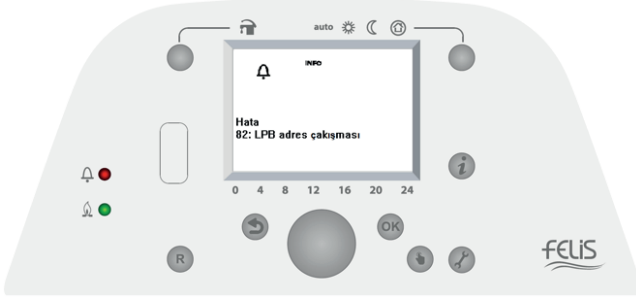 auto
INFO
Hata
82: LPB adres çakışması
0 4 8 12 16 20 24
i
OK
R
FELiS